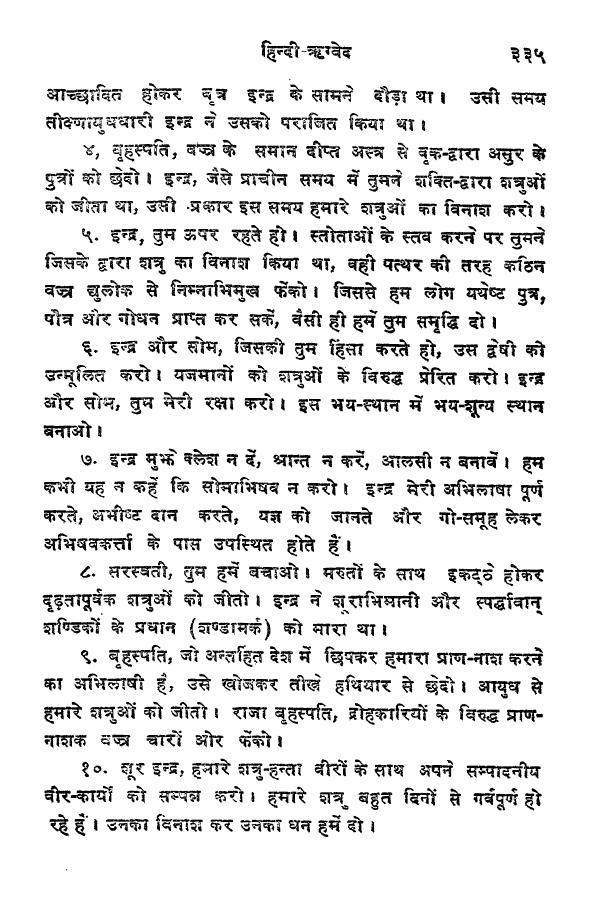 हिन्दी-ऋग्वेद ३३५
आच्छादित होकर वृत्र इन्द्र के सामने दौड़ा था। उसी समय
तीक्ष्णायुधधारी इन्द्र ने उसको पराजित किया था।
४, बृहस्पति, वज्र के समान दीप्त अस्त्र से वृक-द्वारा असुर के
पुत्रों को छेदो। इन्द्र, जैसे प्राचीन समय में तुमने शक्ति-द्वारा शत्रुओं
को जीता था, उसी प्रकार इस समय हमारे शत्रुओं का विनाश करो।
५. इन्द्र, तुम ऊपर रहते हो। स्तोताओं के स्तव करने पर तुमने
जिसके द्वारा शत्रु का विनाश किया था, वही पत्थर की तरह कठिन
वज्र द्युलोक से निम्नाभिमुख फेंको। जिससे हम लोग यथेष्ट पुत्र,
पौत्र और गोधन प्राप्त कर सकें, वैसी ही हमें तुम समृद्धि दो।
६. इन्द्र और सोम, जिसकी तुम हिंसा करते हो, उस द्वेषी को
उन्मूलित करो। यजमानों को शत्रुओं के विरुद्ध प्रेरित करो। इन्द्र
और सोम, तुम मेरी रक्षा करो। इस भय-स्थान में भय-शून्य स्थान
बनाओ।
७. इन्द्र मुझे क्लेश न दें, श्रान्त न करें, आलसी न बनावें। हम
कभी यह न कहें कि सोमाभिषव न करो। इन्द्र मेरी अभिलाषा पूर्ण
करते, अभीष्ट दान करते, यज्ञ को जानते और गो-समूह लेकर
अभिषवकर्त्ता के पास उपस्थित होते हैं।
८. सरस्वती, तुम हमें बचाओ। मरुतों के साथ इकट्ठे होकर
दृढ़तापूर्वक शत्रुओं को जीतो। इन्द्र ने शूराभिमानी और स्पर्द्धावान्
शण्डिकों के प्रधान (शण्डामर्क) को मारा था।
९. बृहस्पति, जो अन्तर्हित देश में छिपकर हमारा प्राण-नाश करने
का अभिलाषी है, उसे खोजकर तीखे हथियार से छेदो। आयुध से
हमारे शत्रुओं को जीतो। राजा बृहस्पति, द्रोहकारियों के विरुद्ध प्राण-
नाशक वज्र चारों ओर फेंको।
१०. शूर इन्द्र, हमारे शत्रु-हन्ता वीरों के साथ अपने सम्पादनीय
वीर-कार्यों को सम्पन्न करो। हमारे शत्रु बहुत दिनों से गर्वपूर्ण हो
रहे हैं। उनका विनाश कर उनका धन हमें दो।